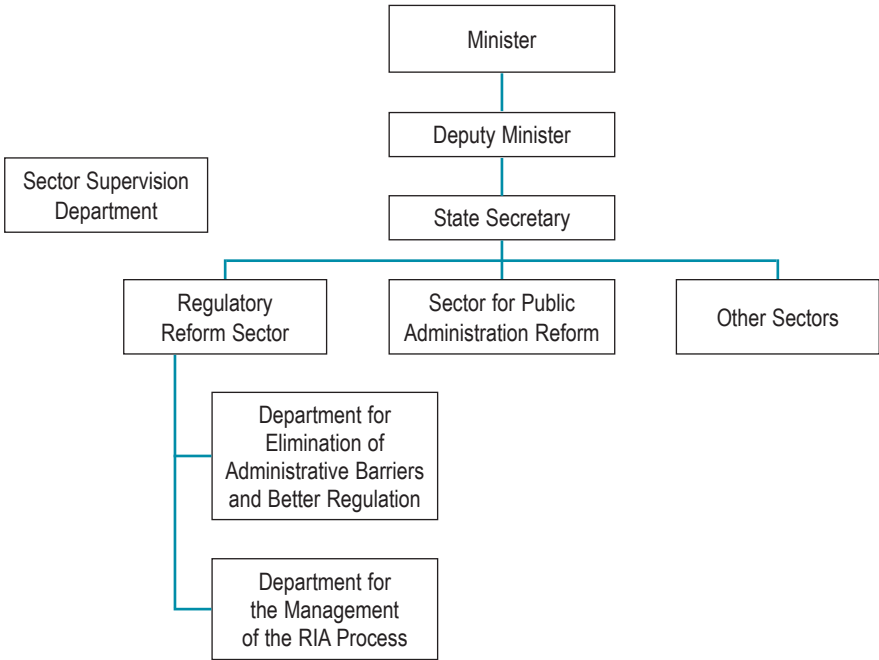 Minister
Deputy Minister
Sector Supervision
Department
State Secretary
Regulatory
Reform Sector
Sector for Public
Administration Reform
Other Sectors
Department for
Elimination of
Administrative Barriers
and Better Regulation
Department for
the Management
of the RIA Process